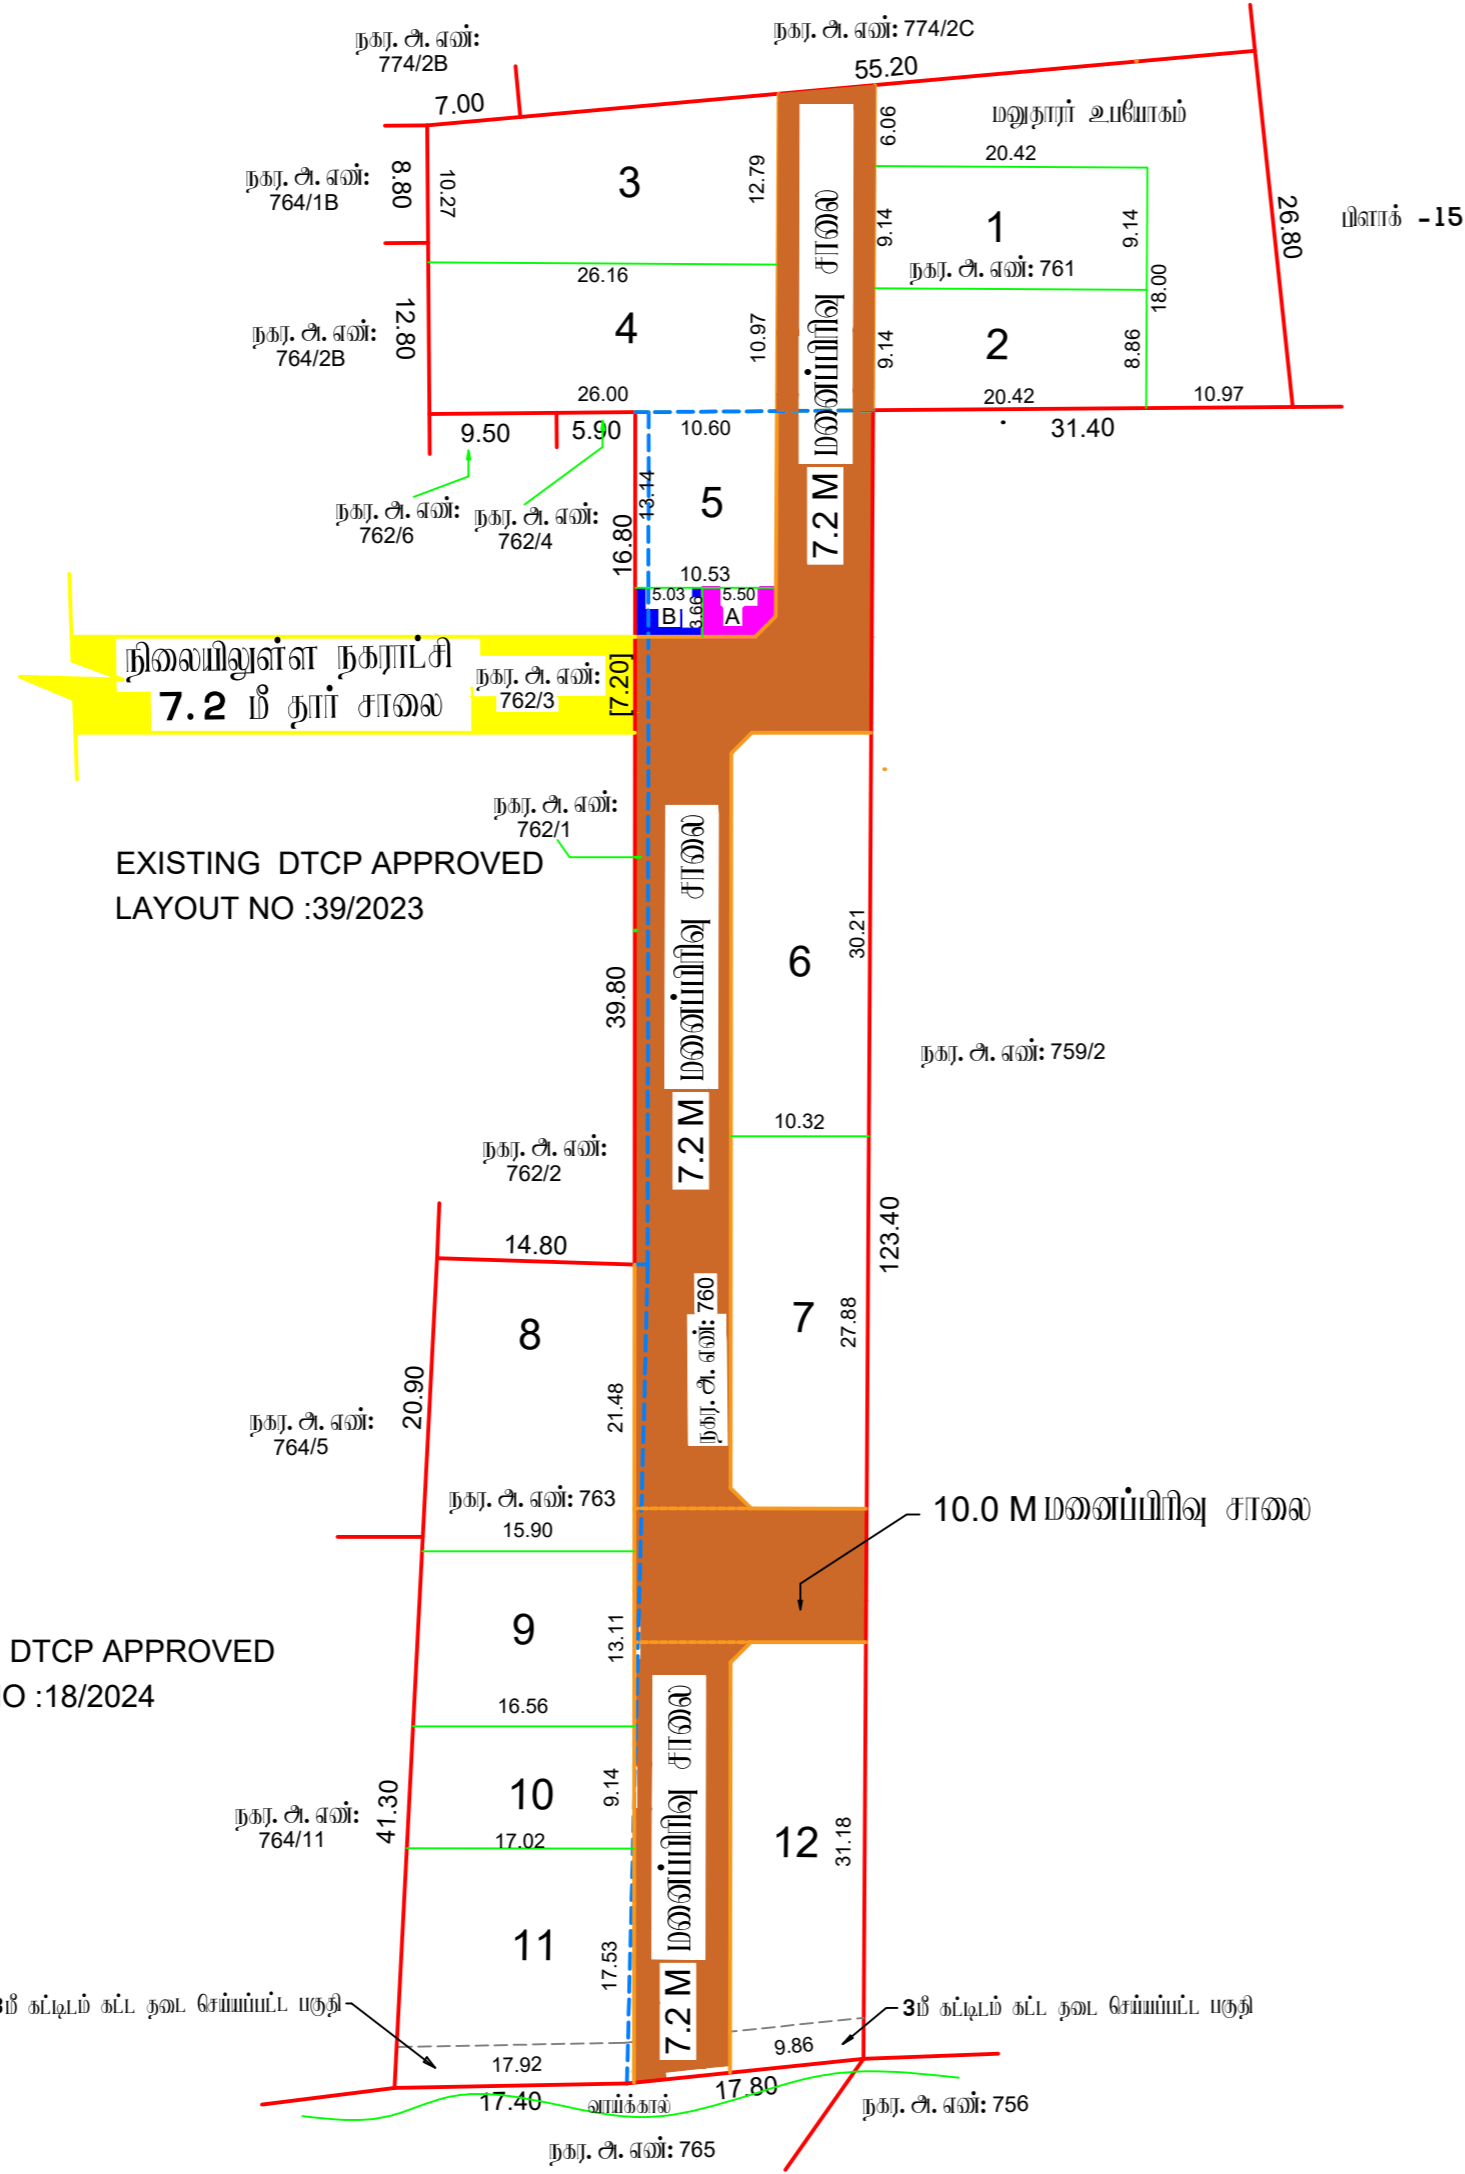 நகர. அ. எண்: 774/2C
நகர. அ. எண்:
774/2B
55.20
7.00
மனுதாரர் உபயோகம்
6.06
20.42
நகர. அ. எண்:
764/1B
8.80
10.27
3
12.79
9.14
1
9.14
26.80
பிளாக் -15
நகர. அ. எண்: 761
26.16
18.00
நகர. அ. எண்:
764/2B
12.80
4
10.97
9.14
2
8.86
26.00
20.42
10.97
7.2 M மனைப்பிரிவு சாலை
9.50
5.90
10.60
31.40
13.14
5
நகர. அ. எண்:
762/6
நகர. அ. எண்:
762/4
16.80
10.53
5.03
5.50
B
3.66
A
நிலையிலுள்ள நகராட்சி
7.2 மீ தார் சாலை
நகர. அ. எண்:
762/3
[7.20]
நகர. அ. எண்:
762/1
EXISTING DTCP APPROVED
LAYOUT NO :39/2023
7.2 M மனைப்பிரிவு சாலை
6
30.21
39.80
நகர. அ. எண்: 759/2
10.32
நகர. அ. எண்:
762/2
14.80
123.40
8
நகர. அ. எண்: 760
7
27.88
20.90
21.48
நகர. அ. எண்:
764/5
நகர. அ. எண்: 763
15.90
10.0 M மனைப்பிரிவு சாலை
9
13.11
DTCP APPROVED
O :18/2024
16.56
7.2 M மனைப்பிரிவு சாலை
10
9.14
நகர. அ. எண்:
764/11
41.30
17.02
12
31.18
11
17.53
3மீ கட்டிடம் கட்ட தடை செய்யப்பட்ட பகுதி
3மீ கட்டிடம் கட்ட தடை செய்யப்பட்ட பகுதி
17.92
9.86
17.40
வாய்க்கால்
17.80
நகர. அ. எண்: 756
நகர. அ. எண்: 765